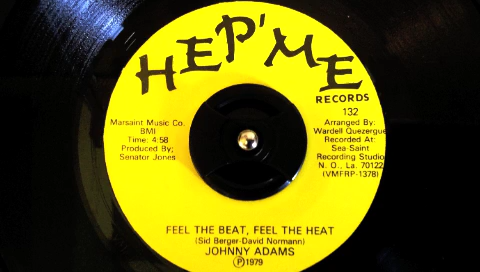 HEP'ME
RECORDS
132
Marsaint Music Co.
BMI
Time: 4:58
Produced By:
Senator Jones
Arranged By:
Wardell Quezergue
Recorded At:
Sea-Saint
Recording Studio
N. O., La. 70122
(VMFRP-1378)
FEEL THE BEAT, FEEL THE HEAT
(Sid Berger-David Normann)
JOHNNY ADAMS
Ⓟ1979